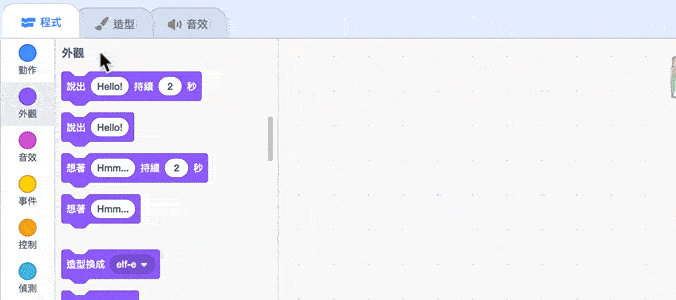 程式 造型 音效
外觀
動作
說出 Hello! 持續 2 秒
外觀
說出 Hello!
音效
想著 Hmm... 持續 2 秒
事件
想著 Hmm...
控制
造型換成 elf-e
偵測